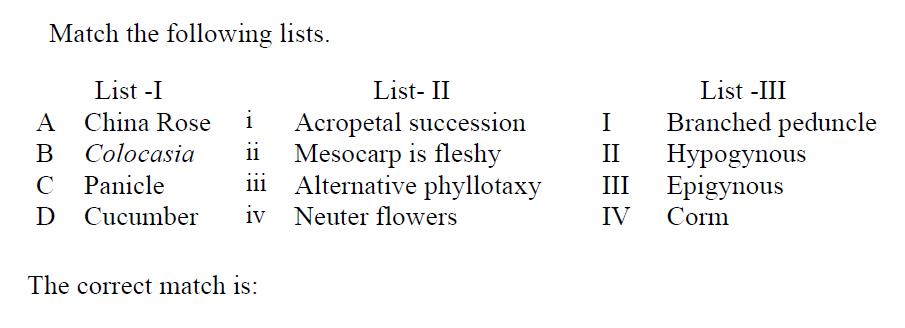 Match the following lists.
List -I List- II List -III
A China Rose i Acropetal succession I Branched peduncle
B Colocasia ii Mesocarp is fleshy II Hypogynous
C Panicle iii Alternative phyllotaxy III Epigynous
D Cucumber iv Neuter flowers IV Corm
The correct match is: